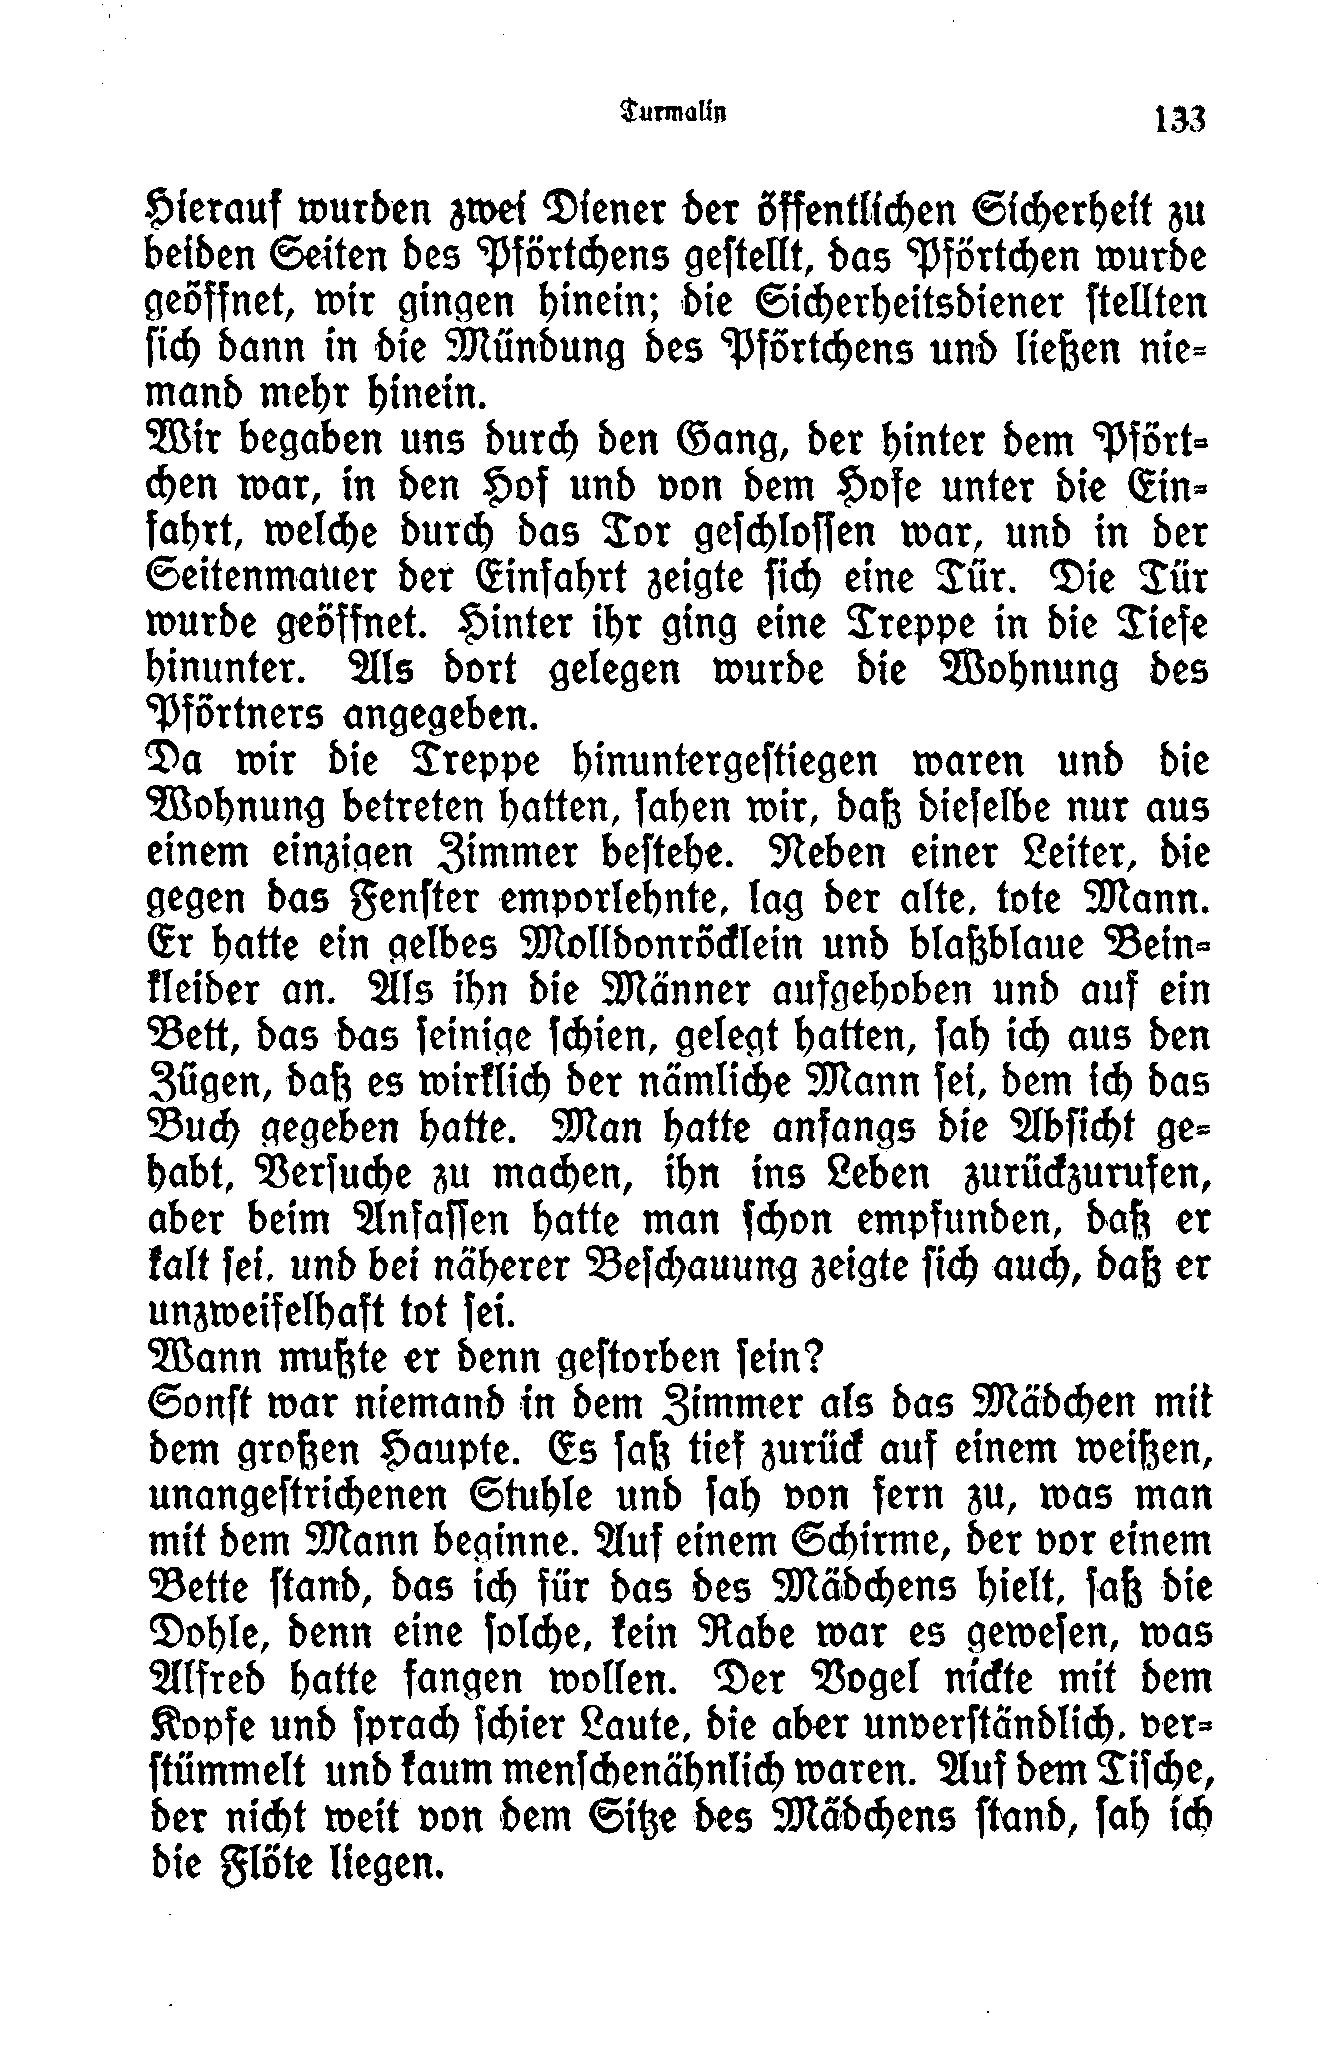 Turmalin
133
Hierauf wurden zwei Diener der öffentlichen Sicherheit zu
beiden Seiten des Pförtchens gestellt, das Pförtchen wurde
geöffnet, wir gingen hinein; die Sicherheitsdiener stellten
sich dann in die Mündung des Pförtchens und ließen nie-
mand mehr hinein.
Wir begaben uns durch den Gang, der hinter dem Pfört-
chen war, in den Hof und von dem Hofe unter die Ein-
fahrt, welche durch das Tor geschlossen war, und in der
Seitenmauer der Einfahrt zeigte sich eine Tür. Die Tür
wurde geöffnet. Hinter ihr ging eine Treppe in die Tiefe
hinunter. Als dort gelegen wurde die Wohnung des
Pförtners angegeben.
Da wir die Treppe hinuntergestiegen waren und die
Wohnung betreten hatten, sahen wir, daß dieselbe nur aus
einem einzigen Zimmer bestehe. Neben einer Leiter, die
gegen das Fenster emporlehnte, lag der alte, tote Mann.
Er hatte ein gelbes Molldonröcklein und blaßblaue Bein-
kleider an. Als ihn die Männer aufgehoben und auf ein
Bett, das das seinige schien, gelegt hatten, sah ich aus den
Zügen, daß es wirklich der nämliche Mann sei, dem ich das
Buch gegeben hatte. Man hatte anfangs die Absicht ge-
habt, Versuche zu machen, ihn ins Leben zurückzurufen,
aber beim Anfassen hatte man schon empfunden, daß er
kalt sei, und bei näherer Beschauung zeigte sich auch, daß er
unzweifelhaft tot sei.
Wann mußte er denn gestorben sein?
Sonst war niemand in dem Zimmer als das Mädchen mit
dem großen Haupte. Es saß tief zurück auf einem weißen,
unangestrichenen Stuhle und sah von fern zu, was man
mit dem Mann beginne. Auf einem Schirme, der vor einem
Bette stand, das ich für das des Mädchens hielt, saß die
Dohle, denn eine solche, kein Rabe war es gewesen, was
Alfred hatte fangen wollen. Der Vogel nickte mit dem
Kopfe und sprach schier Laute, die aber unverständlich, ver-
stümmelt und kaum menschenähnlich waren. Auf dem Tische,
der nicht weit von dem Sitze des Mädchens stand, sah ich
die Flöte liegen.